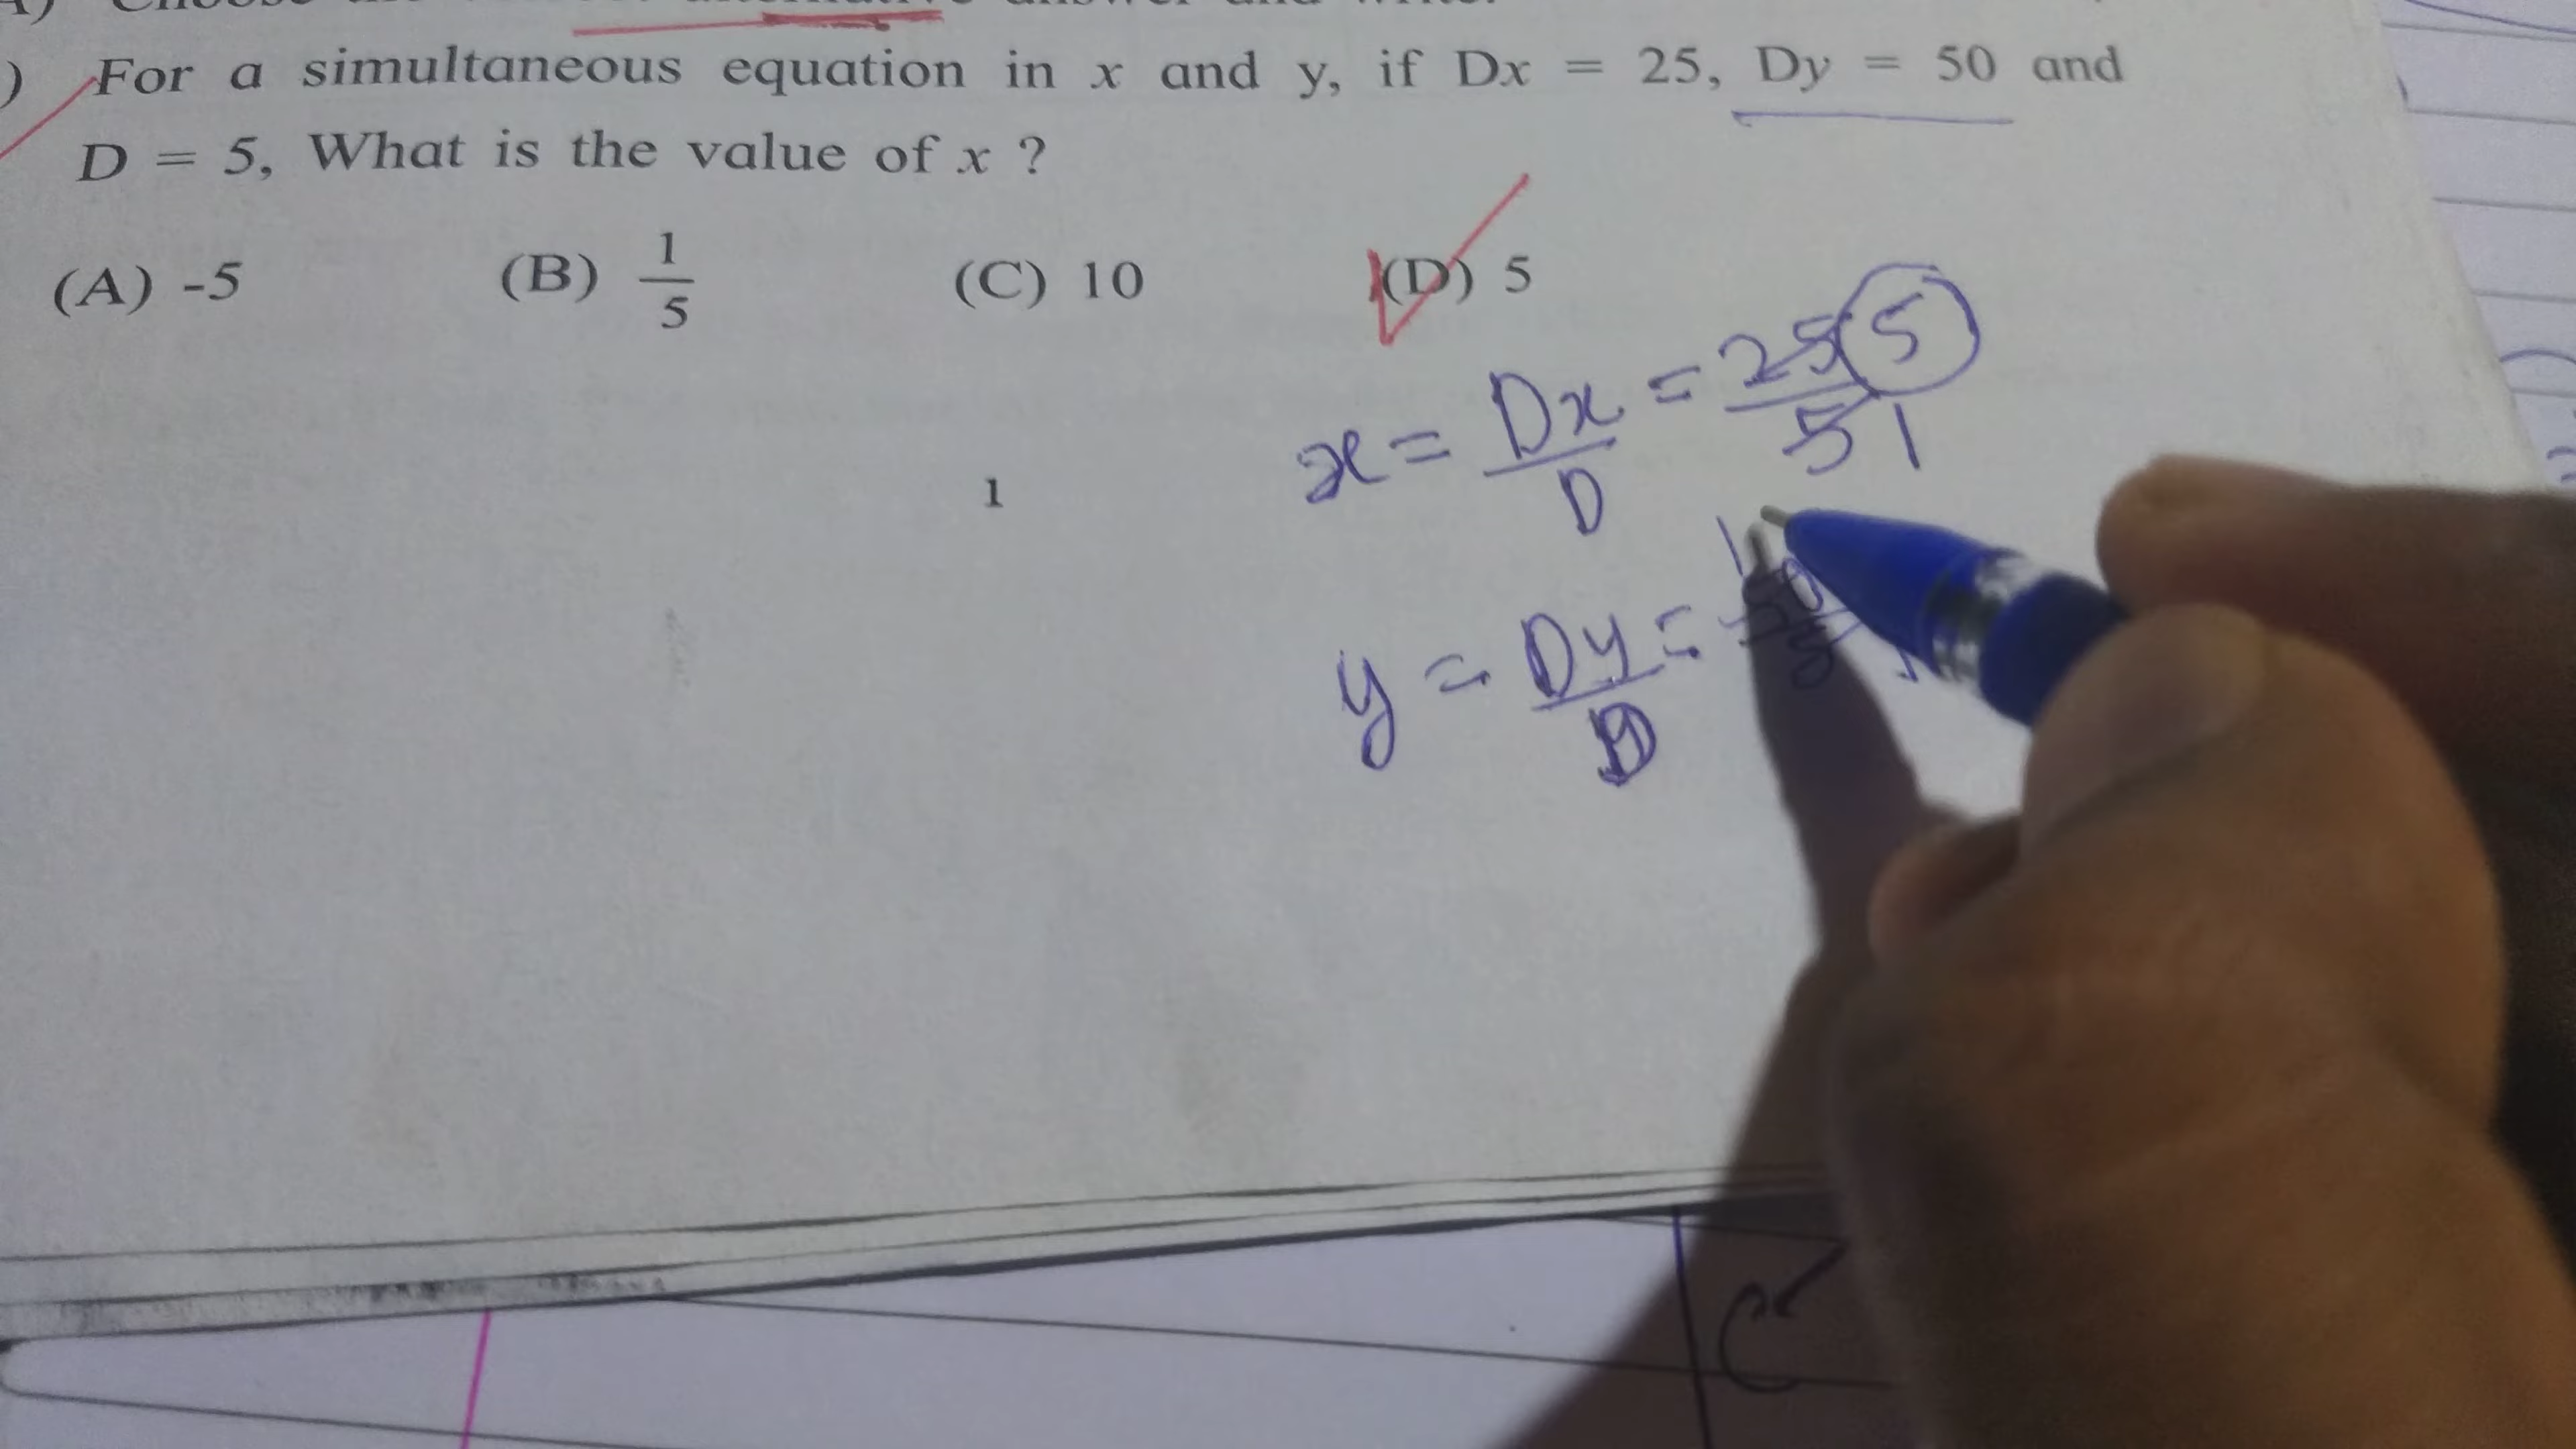 For a simultaneous equation in x and y, if Dx = 25, Dy = 50 and
D = 5, What is the value of x ?
(A) -5 (B) 1/5 (C) 10 (D) 5
x = Dx/D = 25/5 5/1
1
y = Dy/D =